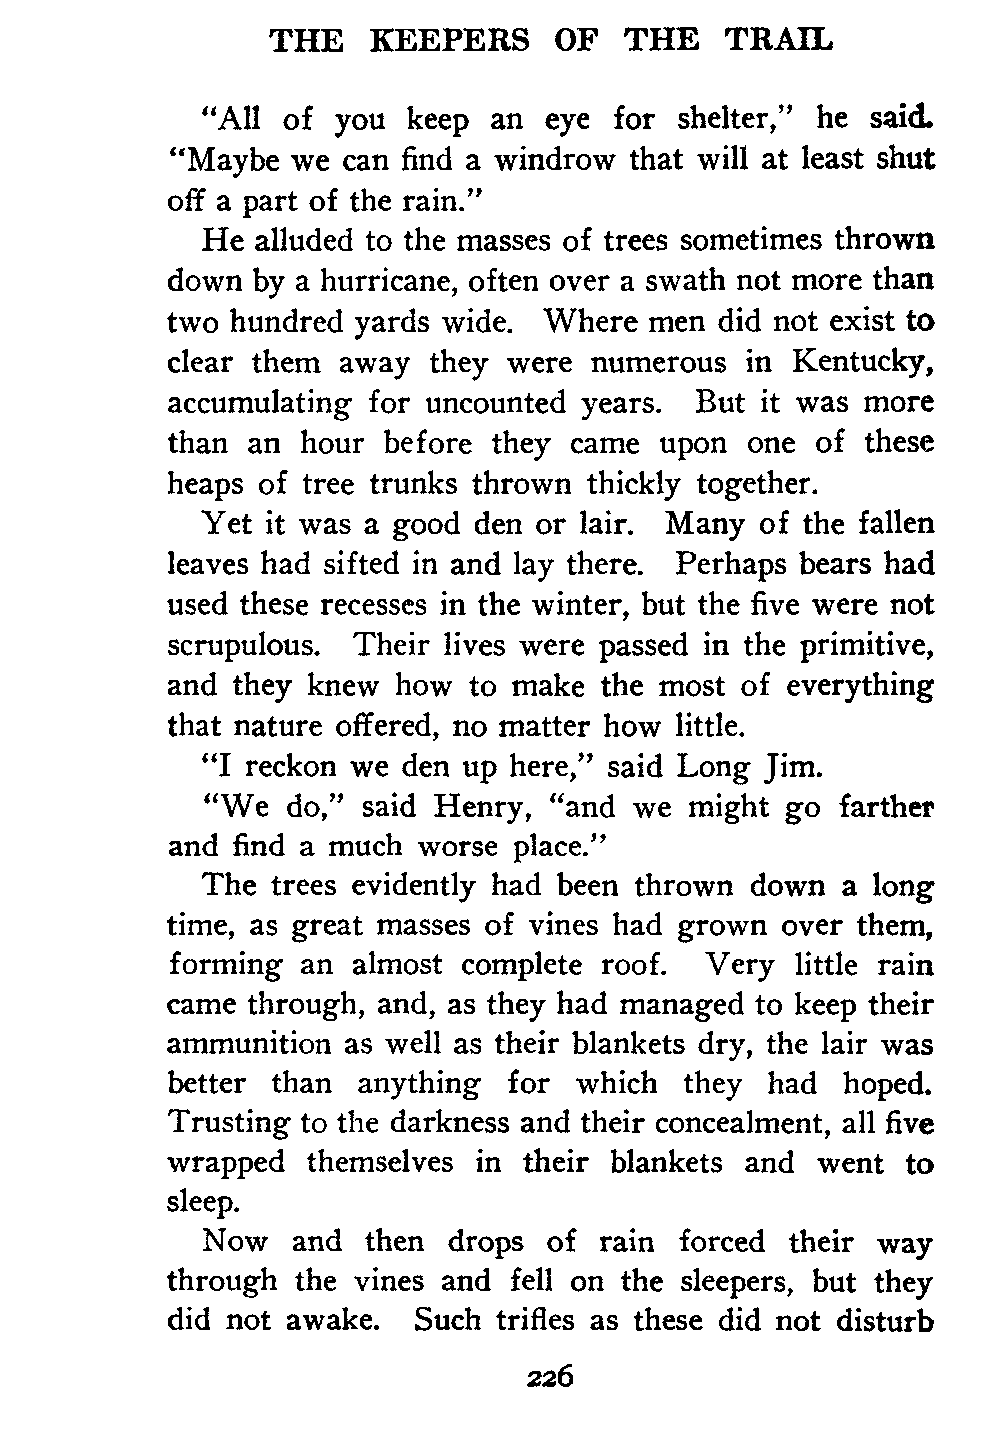 THE KEEPERS OF THE TRAIL
“All of you keep an eye for shelter,” he said.
“Maybe we can find a windrow that will at least shut
off a part of the rain.”
He alluded to the masses of trees sometimes thrown
down by a hurricane, often over a swath not more than
two hundred yards wide. Where men did not exist to
clear them away they were numerous in Kentucky,
accumulating for uncounted years. But it was more
than an hour before they came upon one of these
heaps of tree trunks thrown thickly together.
Yet it was a good den or lair. Many of the fallen
leaves had sifted in and lay there. Perhaps bears had
used these recesses in the winter, but the five were not
scrupulous. Their lives were passed in the primitive,
and they knew how to make the most of everything
that nature offered, no matter how little.
“I reckon we den up here,” said Long Jim.
“We do,” said Henry, “and we might go farther
and find a much worse place.”
The trees evidently had been thrown down a long
time, as great masses of vines had grown over them,
forming an almost complete roof. Very little rain
came through, and, as they had managed to keep their
ammunition as well as their blankets dry, the lair was
better than anything for which they had hoped.
Trusting to the darkness and their concealment, all five
wrapped themselves in their blankets and went to
sleep.
Now and then drops of rain forced their way
through the vines and fell on the sleepers, but they
did not awake. Such trifles as these did not disturb
226